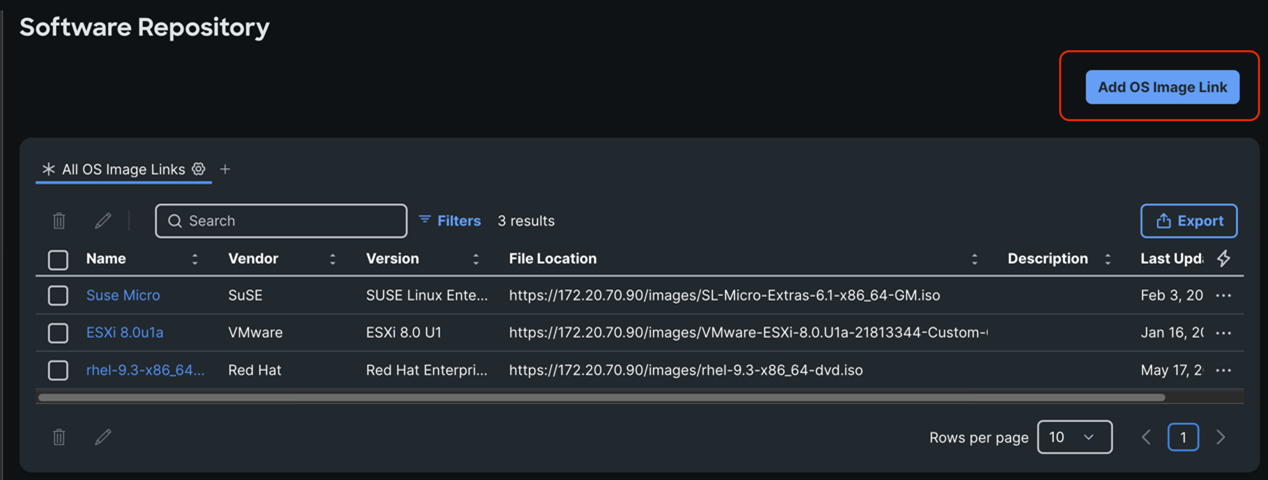 Software Repository
Add OS Image Link
All OS Image Links
Search Filters 3 results Export
Name Vendor Version File Location Description Last Upd
Suse Micro SuSE SUSE Linux Ente... https://172.20.70.90/images/SL-Micro-Extras-6.1-x86_64-GM.iso Feb 3, 20 ...
ESXi 8.0u1a VMware ESXi 8.0 U1 https://172.20.70.90/images/VMware-ESXi-8.0.U1a-21813344-Custom- Jan 16, 20 ...
rhel-9.3-x86_64... Red Hat Red Hat Enterpri... https://172.20.70.90/images/rhel-9.3-x86_64-dvd.iso May 17, 2 ...
Rows per page 10 1